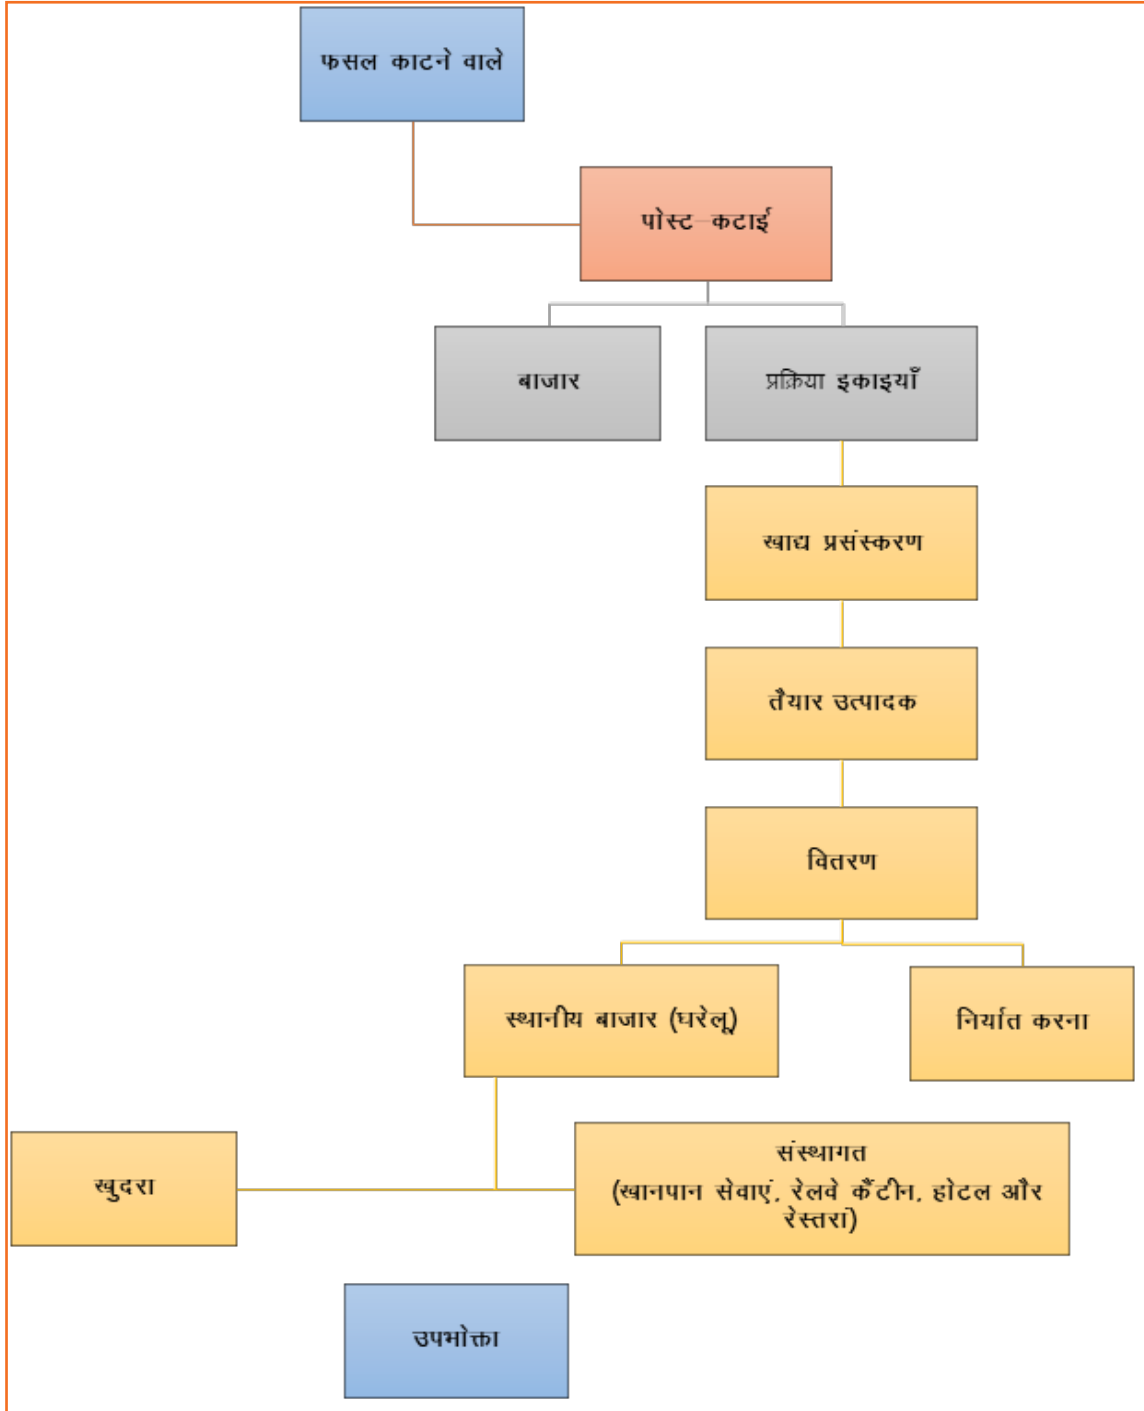 फसल काटने वाले
पोस्ट–कटाई
बाजार
प्रक्रिया इकाइयाँ
खाद्य प्रसंस्करण
तैयार उत्पादक
वितरण
स्थानीय बाजार (घरेलू)
निर्यात करना
खुदरा
संस्थागत
(खानपान सेवाएं, रेलवे कैंटीन, होटल और
रेस्तरां)
उपभोक्ता